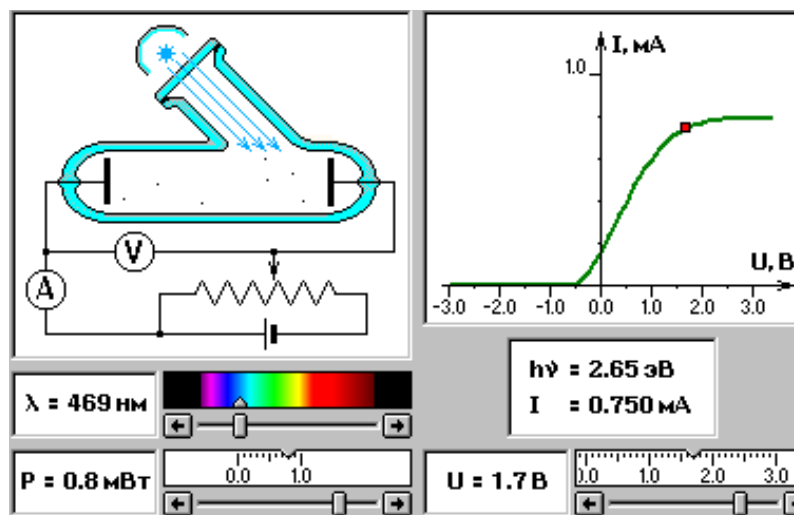 V
A
I, мА
1.0
U, В
-3.0 -2.0 -1.0 0.0 1.0 2.0 3.0
λ = 469 нм
hν = 2.65 эВ
I = 0.750 мА
P = 0.8 мВт
0.0 1.0
U = 1.7 В
0.0 1.0 2.0 3.0